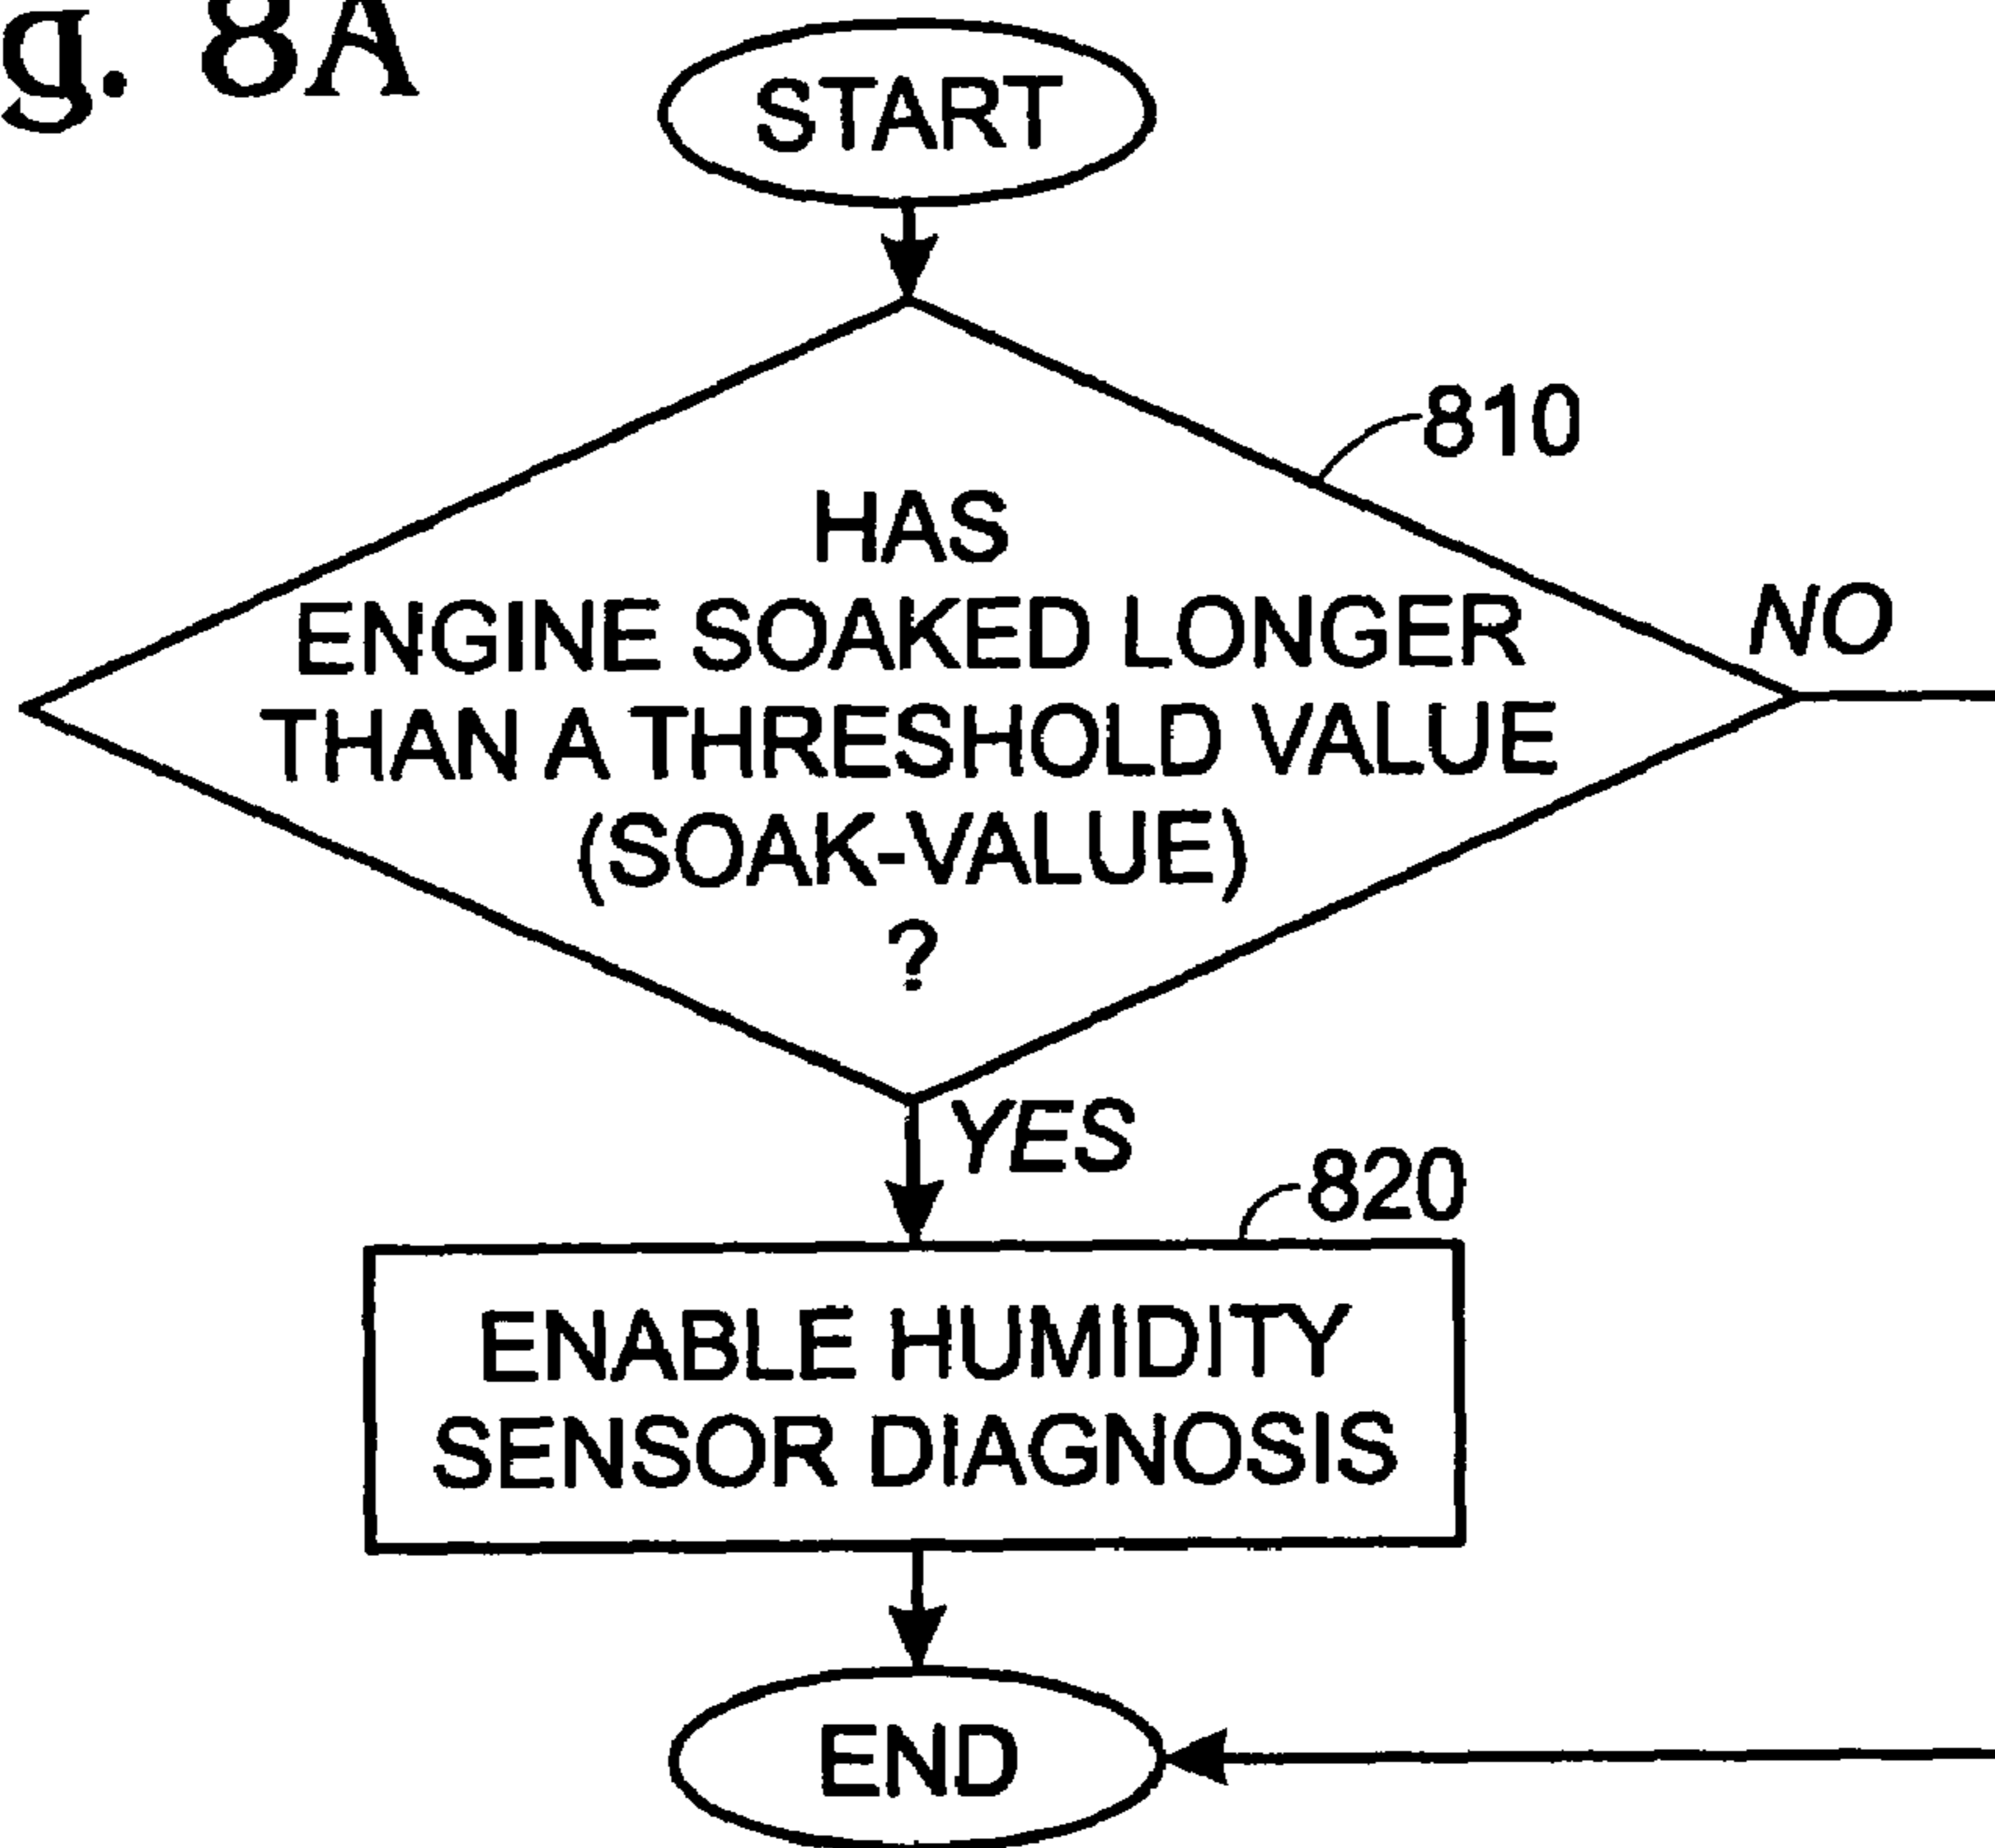 g. 8A
START
810
HAS
ENGINE SOAKED LONGER
THAN A THRESHOLD VALUE
(SOAK-VALUE)
?
NO
YES
820
ENABLE HUMIDITY
SENSOR DIAGNOSIS
END